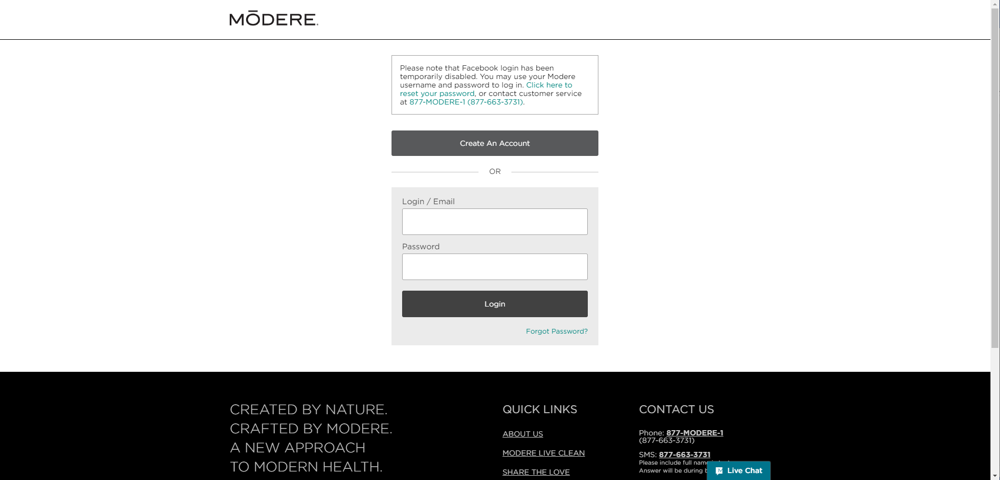 MŌDERE.
Please note that Facebook login has been
temporarily disabled. You may use your Modere
username and password to log in. Click here to
reset your password, or contact customer service
at 877-MODERE-1 (877-663-3731).
Create An Account
OR
Login / Email
Password
Login
Forgot Password?
CREATED BY NATURE.
CRAFTED BY MODERE.
A NEW APPROACH
TO MODERN HEALTH.
QUICK LINKS
ABOUT US
MODERE LIVE CLEAN
SHARE THE LOVE
CONTACT US
Phone: 877-MODERE-1
(877-663-3731)
SMS: 877-663-3731
Please include full name
Answer will be during
Live Chat